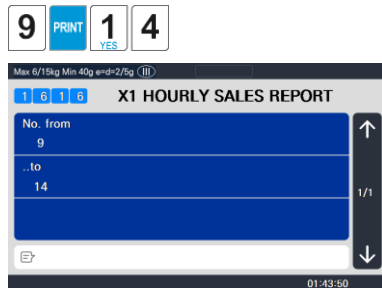 9 PRINT 1 YES 4
Max 6/15kg Min 40g e=d=2/5g III
1 6 1 6 X1 HOURLY SALES REPORT
No. from
9
..to
14
1/1
01:43:50